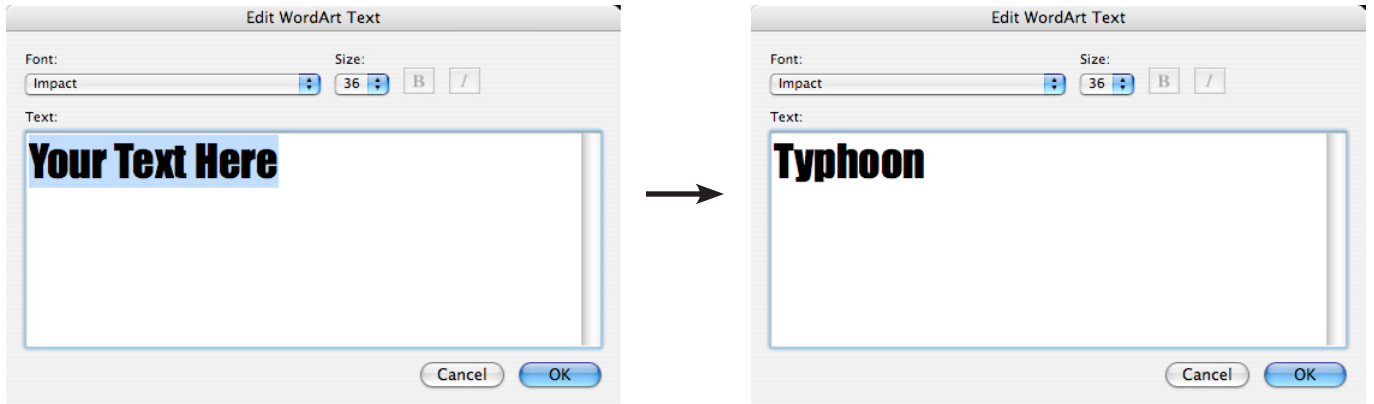 Edit WordArt Text
Font: Size:
Impact 36 B I
Text:
Your Text Here
Cancel OK
Edit WordArt Text
Font: Size:
Impact 36 B I
Text:
Typhoon
Cancel OK